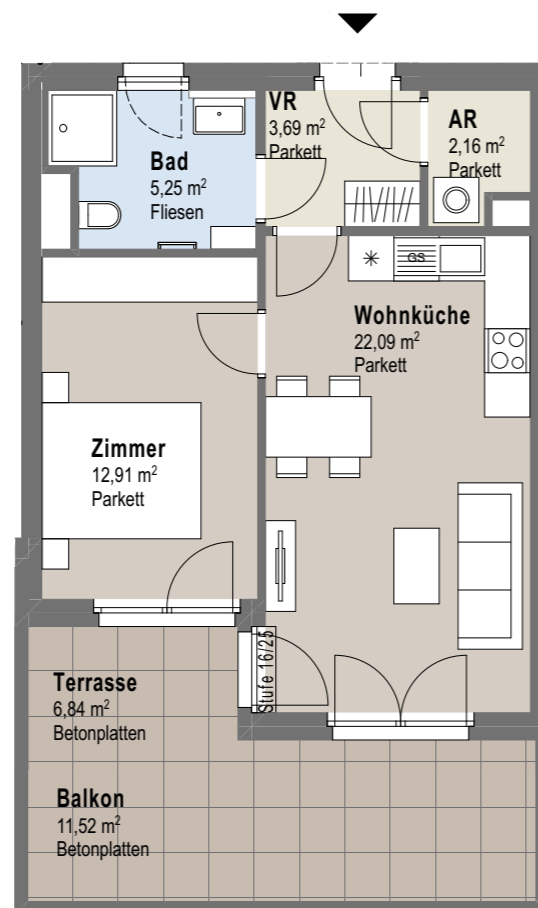 VR
3,69 m²
Parkett
AR
2,16 m²
Parkett
Bad
5,25 m²
Fliesen
GS
Wohnküche
22,09 m²
Parkett
Zimmer
12,91 m²
Parkett
Stufe 16/25
Terrasse
6,84 m²
Betonplatten
Balkon
11,52 m²
Betonplatten